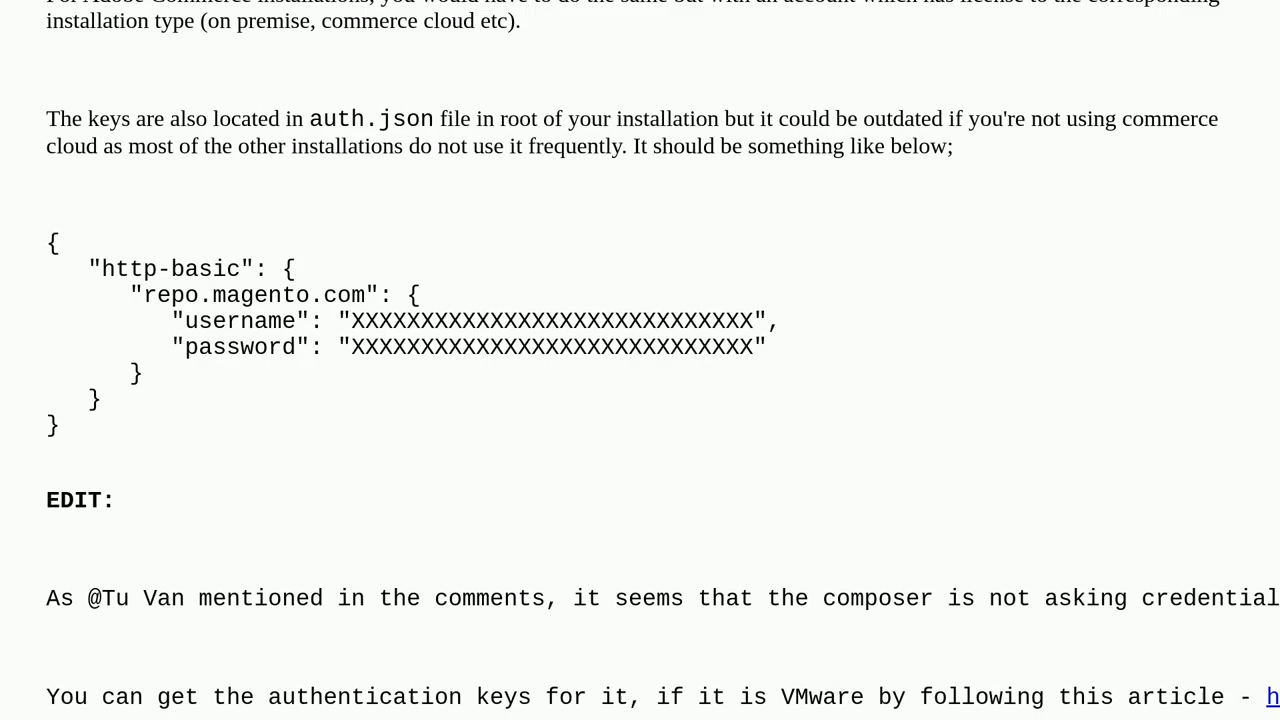 installation type (on premise, commerce cloud etc).
The keys are also located in auth.json file in root of your installation but it could be outdated if you're not using commerce
cloud as most of the other installations do not use it frequently. It should be something like below;
{
   "http-basic": {
      "repo.magento.com": {
         "username": "XXXXXXXXXXXXXXXXXXXXXXXXXXXXX",
         "password": "XXXXXXXXXXXXXXXXXXXXXXXXXXXXX"
      }
   }
}
EDIT:
As @Tu Van mentioned in the comments, it seems that the composer is not asking credential
You can get the authentication keys for it, if it is VMware by following this article - h